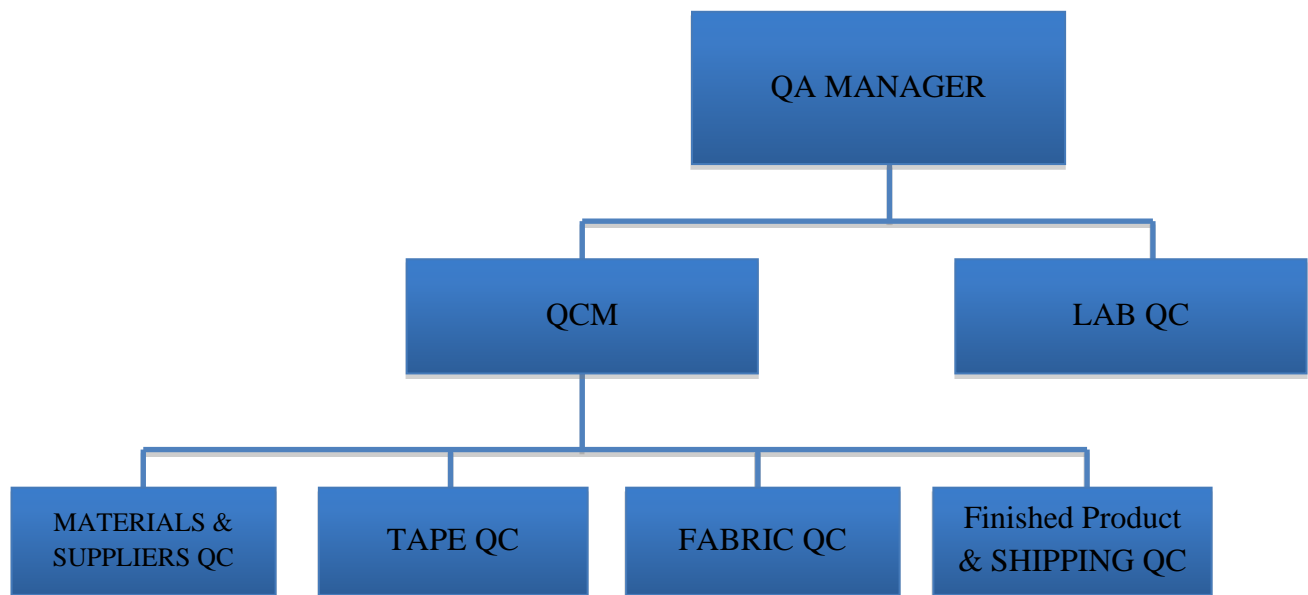 QA MANAGER
QCM
LAB QC
MATERIALS &
SUPPLIERS QC
TAPE QC
FABRIC QC
Finished Product
& SHIPPING QC